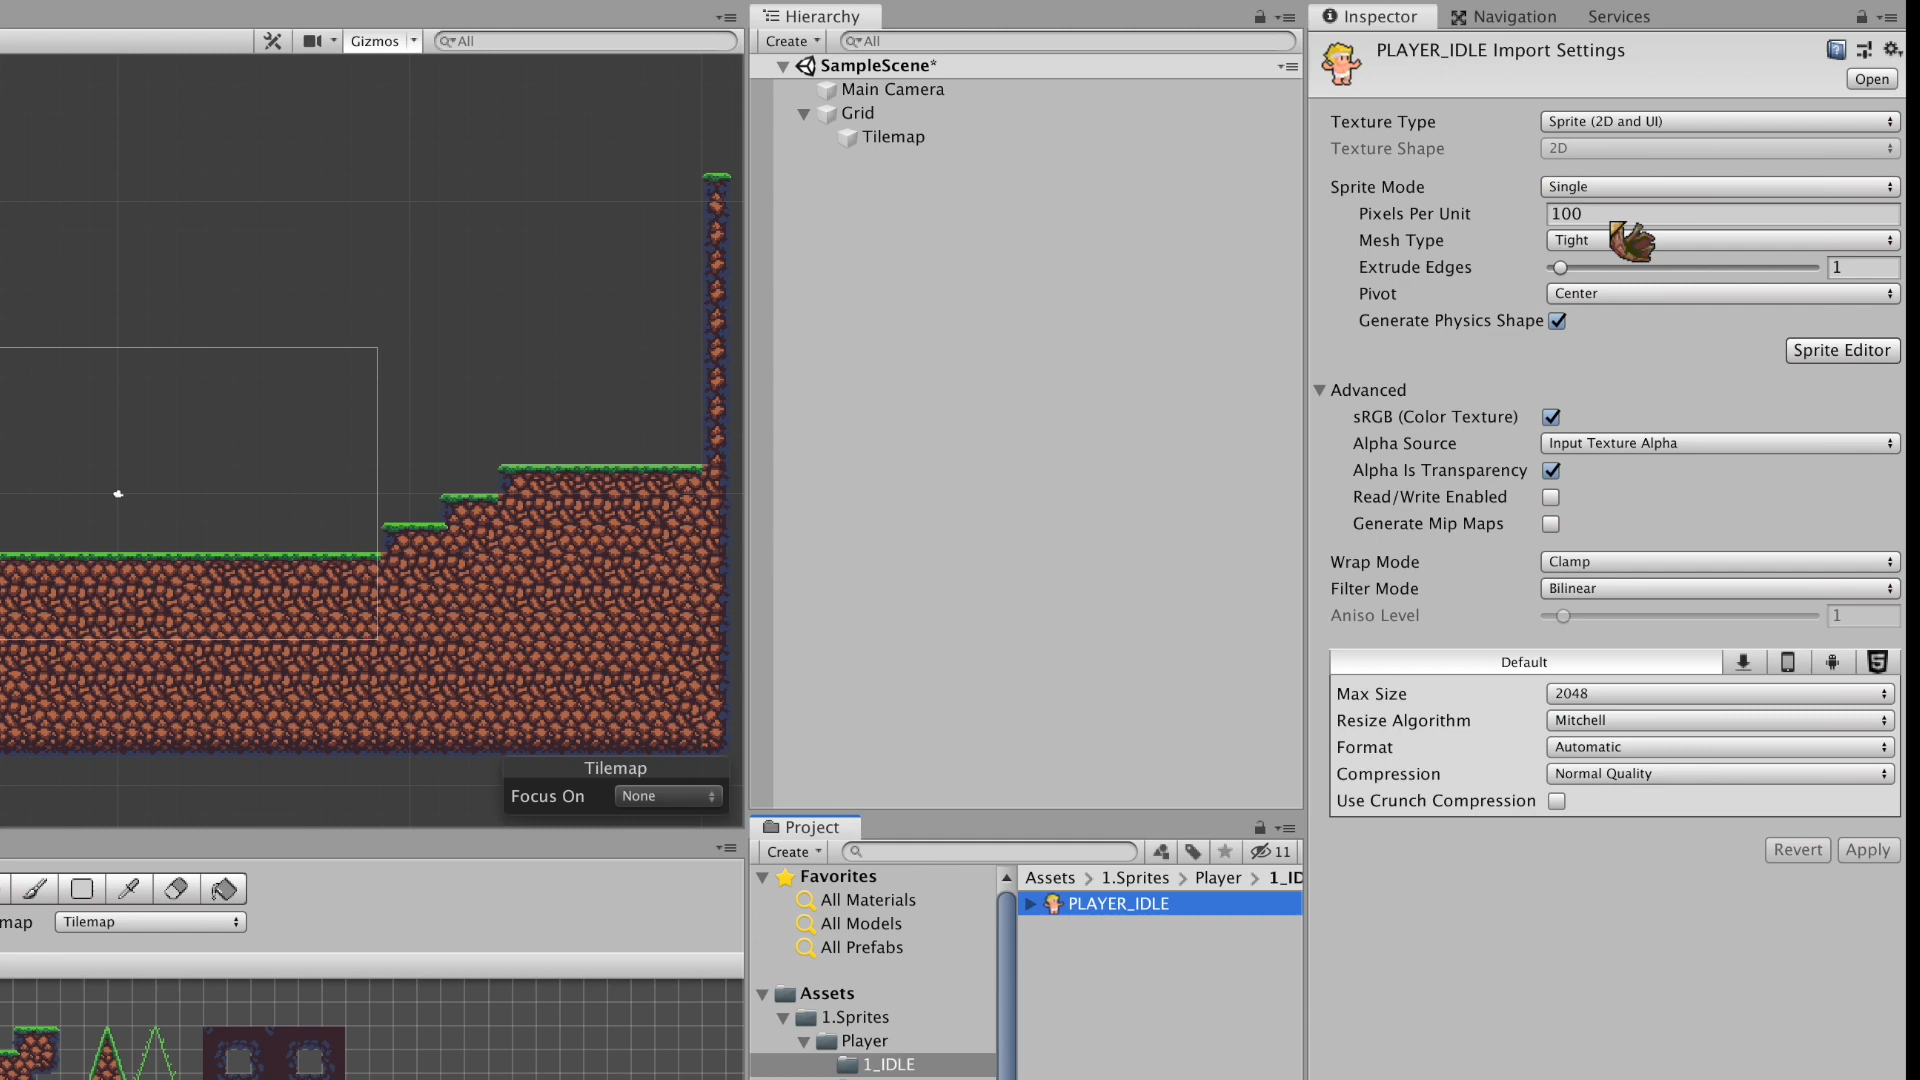 Gizmos
All
Hierarchy
Create
All
SampleScene*
Main Camera
Grid
Tilemap
Tilemap
Focus On
None
map
Tilemap
Project
Create
11
Favorites
All Materials
All Models
All Prefabs
Assets
1.Sprites
Player
1_IDLE
Assets > 1.Sprites > Player > 1_ID
PLAYER_IDLE
Inspector
Navigation
Services
PLAYER_IDLE Import Settings
Open
Texture Type
Sprite (2D and UI)
Texture Shape
2D
Sprite Mode
Single
Pixels Per Unit
100
Mesh Type
Tight
Extrude Edges
1
Pivot
Center
Generate Physics Shape
Sprite Editor
Advanced
sRGB (Color Texture)
Alpha Source
Input Texture Alpha
Alpha Is Transparency
Read/Write Enabled
Generate Mip Maps
Wrap Mode
Clamp
Filter Mode
Bilinear
Aniso Level
1
Default
5
Max Size
2048
Resize Algorithm
Mitchell
Format
Automatic
Compression
Normal Quality
Use Crunch Compression
Revert
Apply